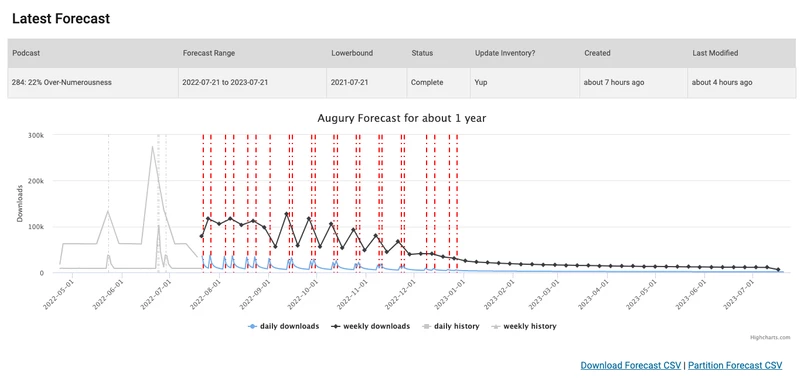 Latest Forecast
Podcast Forecast Range Lowerbound Status Update Inventory? Created Last Modified
284: 22% Over-Numerousness 2022-07-21 to 2023-07-21 2021-07-21 Complete Yup about 7 hours ago about 4 hours ago
Augury Forecast for about 1 year
Downloads
300k
200k
100k
0
2022-05-01 2022-06-01 2022-07-01 2022-08-01 2022-09-01 2022-10-01 2022-11-01 2022-12-01 2023-01-01 2023-02-01 2023-03-01 2023-04-01 2023-05-01 2023-06-01 2023-07-01
daily downloads weekly downloads daily history weekly history
Highcharts.com
Download Forecast CSV | Partition Forecast CSV